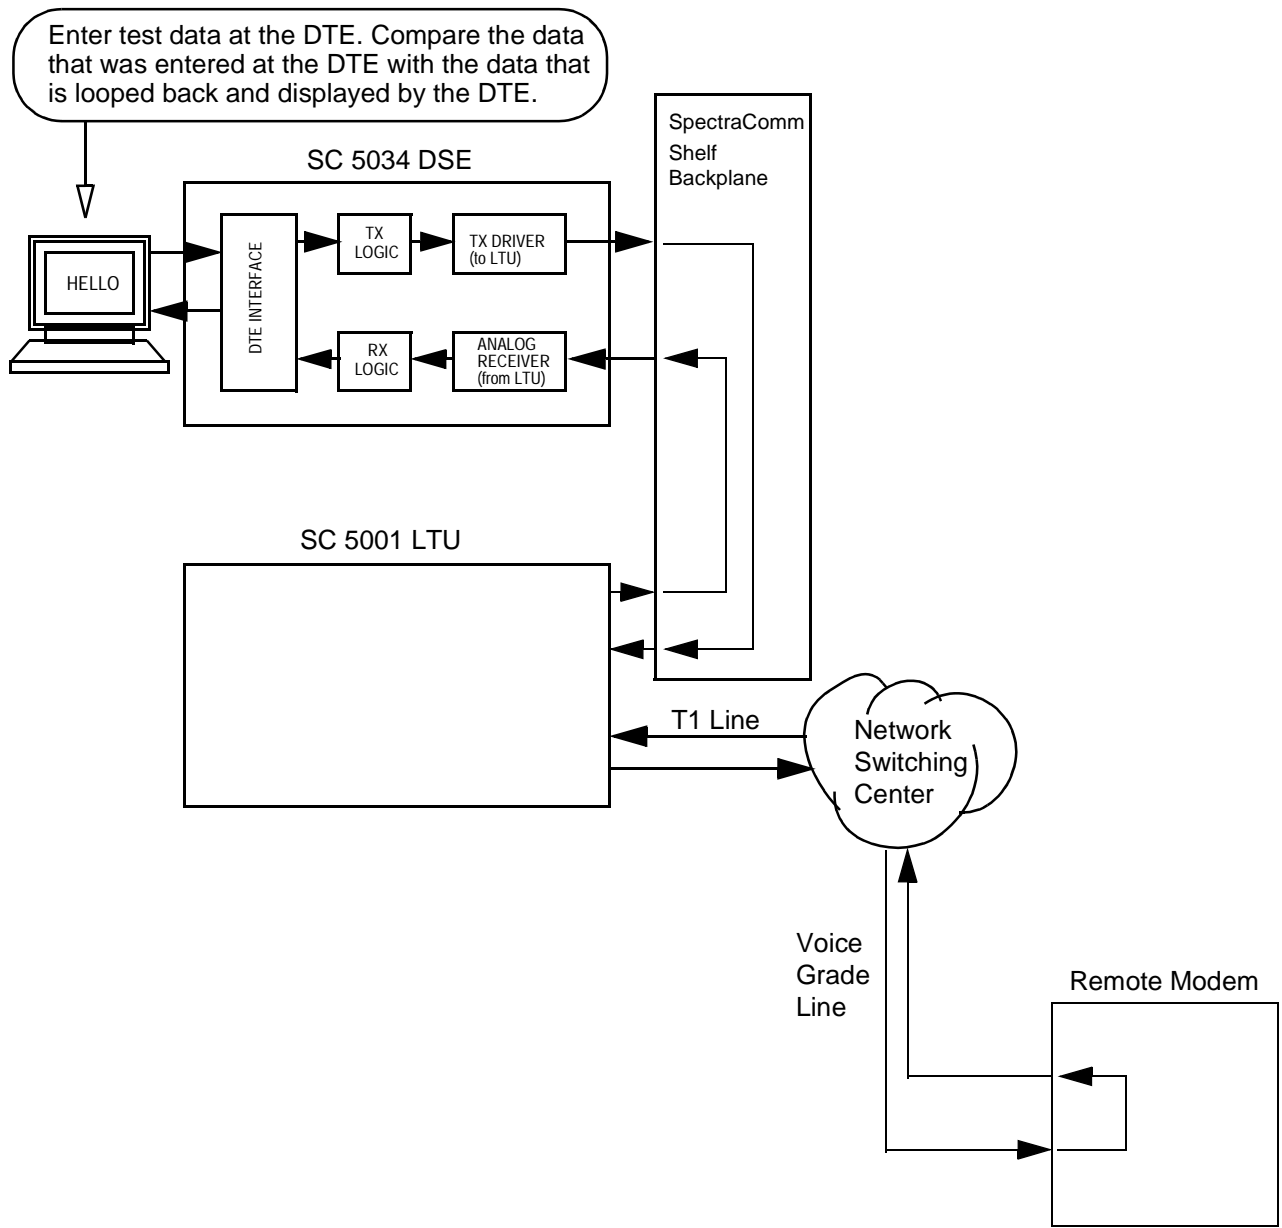 Enter test data at the DTE. Compare the data
that was entered at the DTE with the data that
is looped back and displayed by the DTE.
SpectraComm
Shelf
Backplane
SC 5034 DSE
HELLO
DTE INTERFACE
TX
LOGIC
TX DRIVER
(to LTU)
RX
LOGIC
ANALOG
RECEIVER
(from LTU)
SC 5001 LTU
T1 Line
Network
Switching
Center
Voice
Grade
Line
Remote Modem